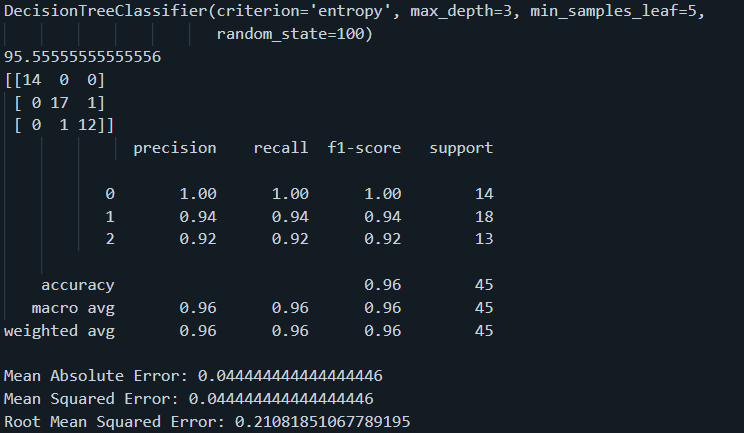 DecisionTreeClassifier(criterion='entropy', max_depth=3, min_samples_leaf=5,
                       random_state=100)
95.55555555555556
[[14  0  0]
 [ 0 17  1]
 [ 0  1 12]]
              precision    recall  f1-score   support

           0       1.00      1.00      1.00        14
           1       0.94      0.94      0.94        18
           2       0.92      0.92      0.92        13

    accuracy                           0.96        45
   macro avg       0.96      0.96      0.96        45
weighted avg       0.96      0.96      0.96        45

Mean Absolute Error: 0.044444444444444446
Mean Squared Error: 0.044444444444444446
Root Mean Squared Error: 0.21081851067789195